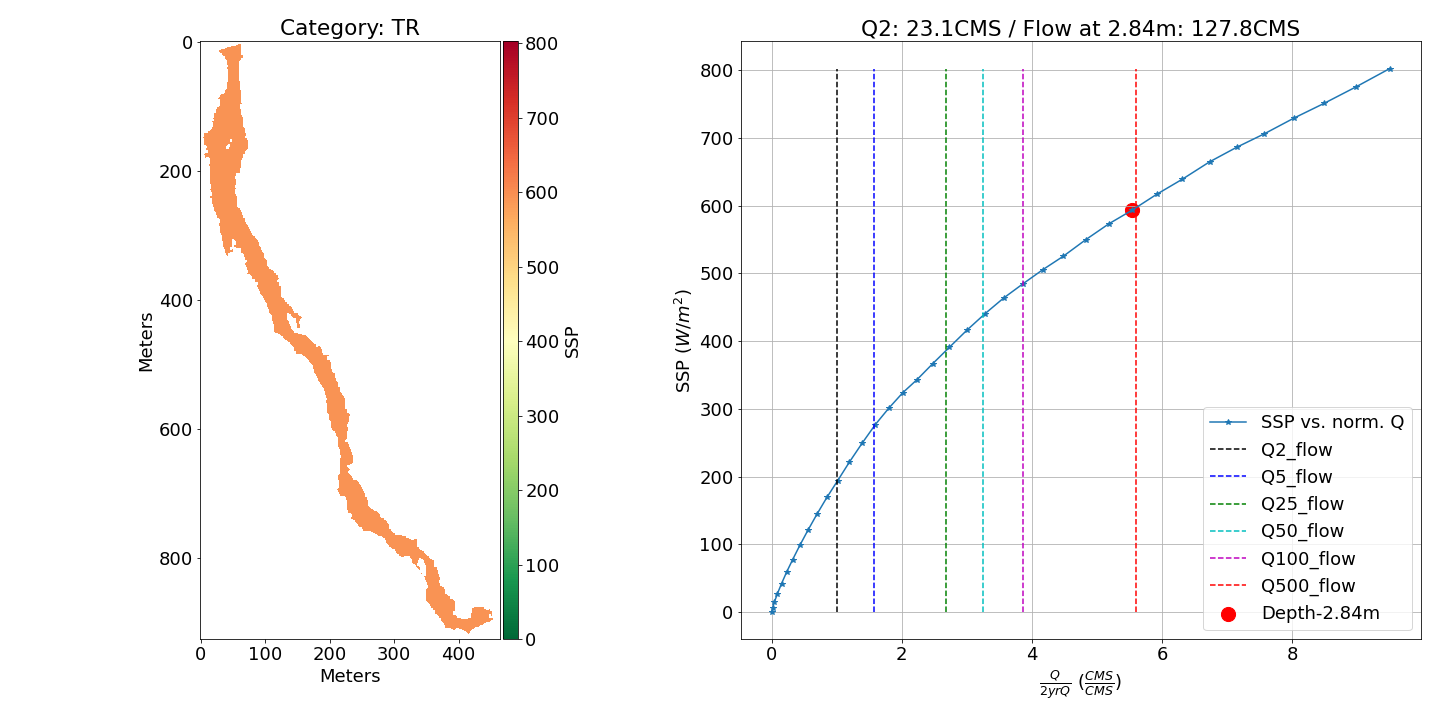 Category: TR
0
200
400
600
800
Meters
0
100
200
300
400
Meters
800
700
600
500
400
300
200
100
0
SSP
Q2: 23.1CMS / Flow at 2.84m: 127.8CMS
800
700
600
500
400
300
200
100
0
SSP (W/m²)
0
2
4
6
8
Q/2yrQ (CMS/CMS)
SSP vs. norm. Q
Q2_flow
Q5_flow
Q25_flow
Q50_flow
Q100_flow
Q500_flow
Depth-2.84m